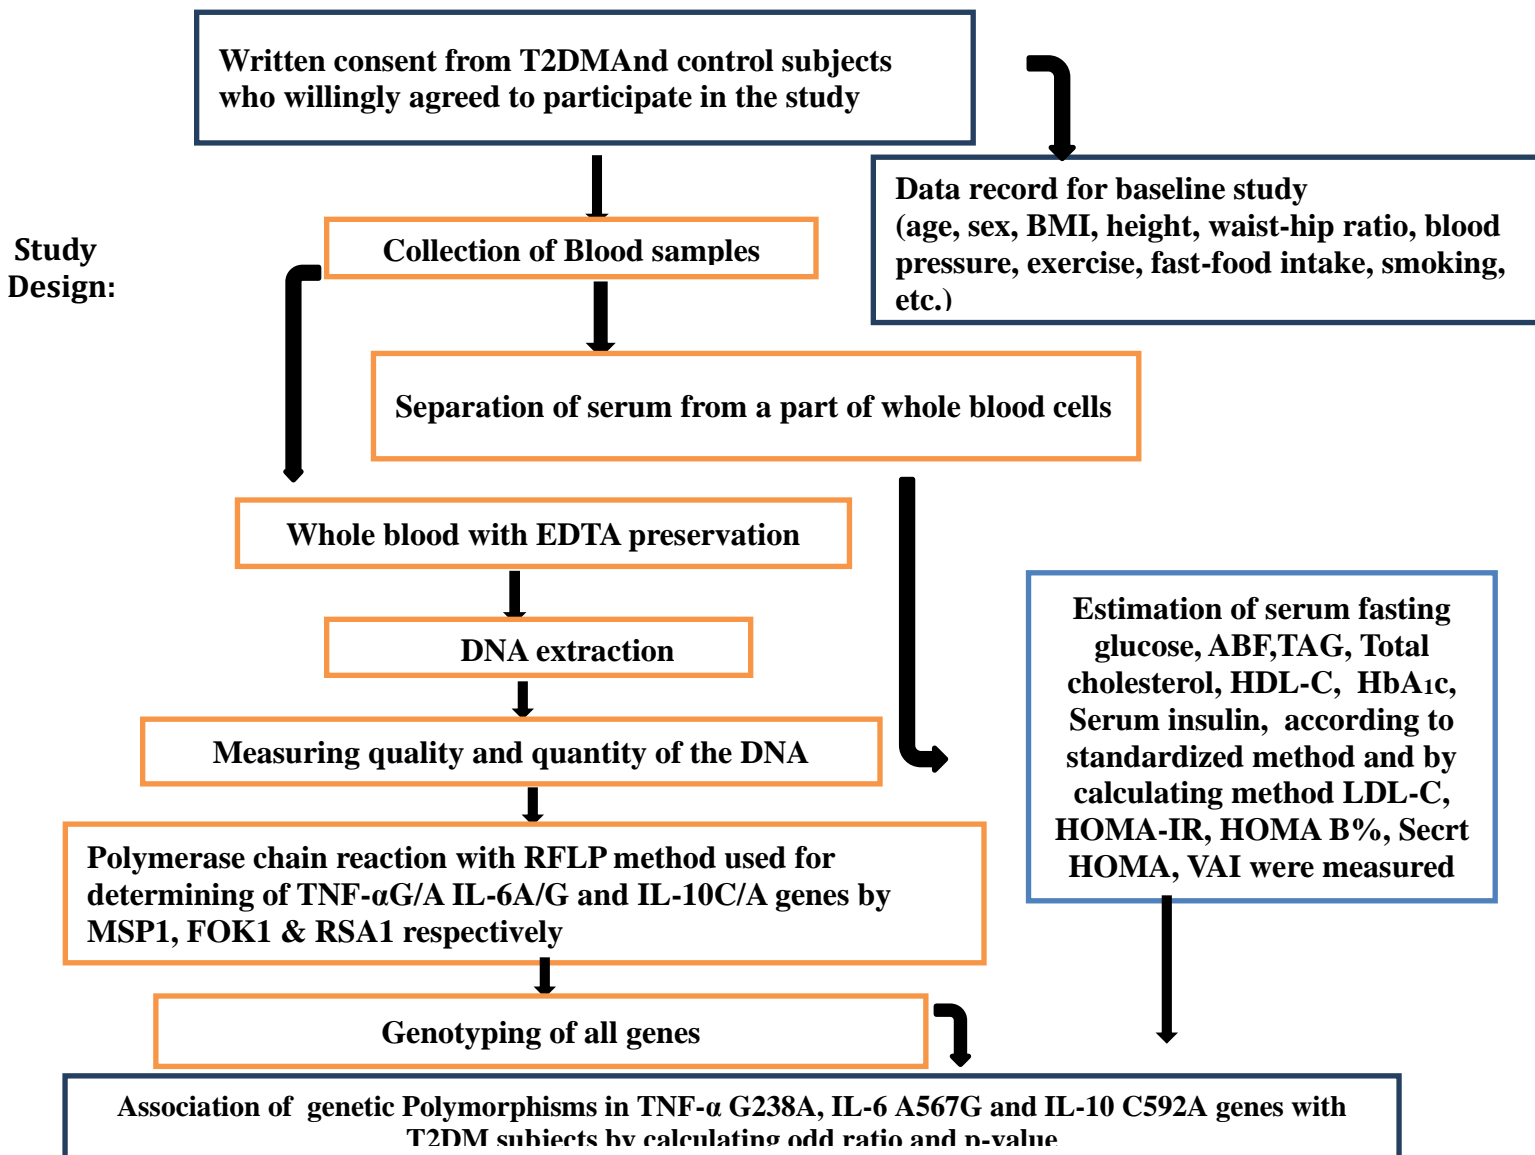 Written consent from T2DMAnd control subjects
who willingly agreed to participate in the study
Data record for baseline study
(age, sex, BMI, height, waist-hip ratio, blood
pressure, exercise, fast-food intake, smoking,
etc.)
Study
Design:
Collection of Blood samples
Separation of serum from a part of whole blood cells
Whole blood with EDTA preservation
DNA extraction
Measuring quality and quantity of the DNA
Estimation of serum fasting
glucose, ABF,TAG, Total
cholesterol, HDL-C, HbA1c,
Serum insulin, according to
standardized method and by
calculating method LDL-C,
HOMA-IR, HOMA B%, Secrt
HOMA, VAI were measured
Polymerase chain reaction with RFLP method used for
determining of TNF-αG/A IL-6A/G and IL-10C/A genes by
MSP1, FOK1 & RSA1 respectively
Genotyping of all genes
Association of genetic Polymorphisms in TNF-α G238A, IL-6 A567G and IL-10 C592A genes with
T2DM subjects by calculating odd ratio and p-value